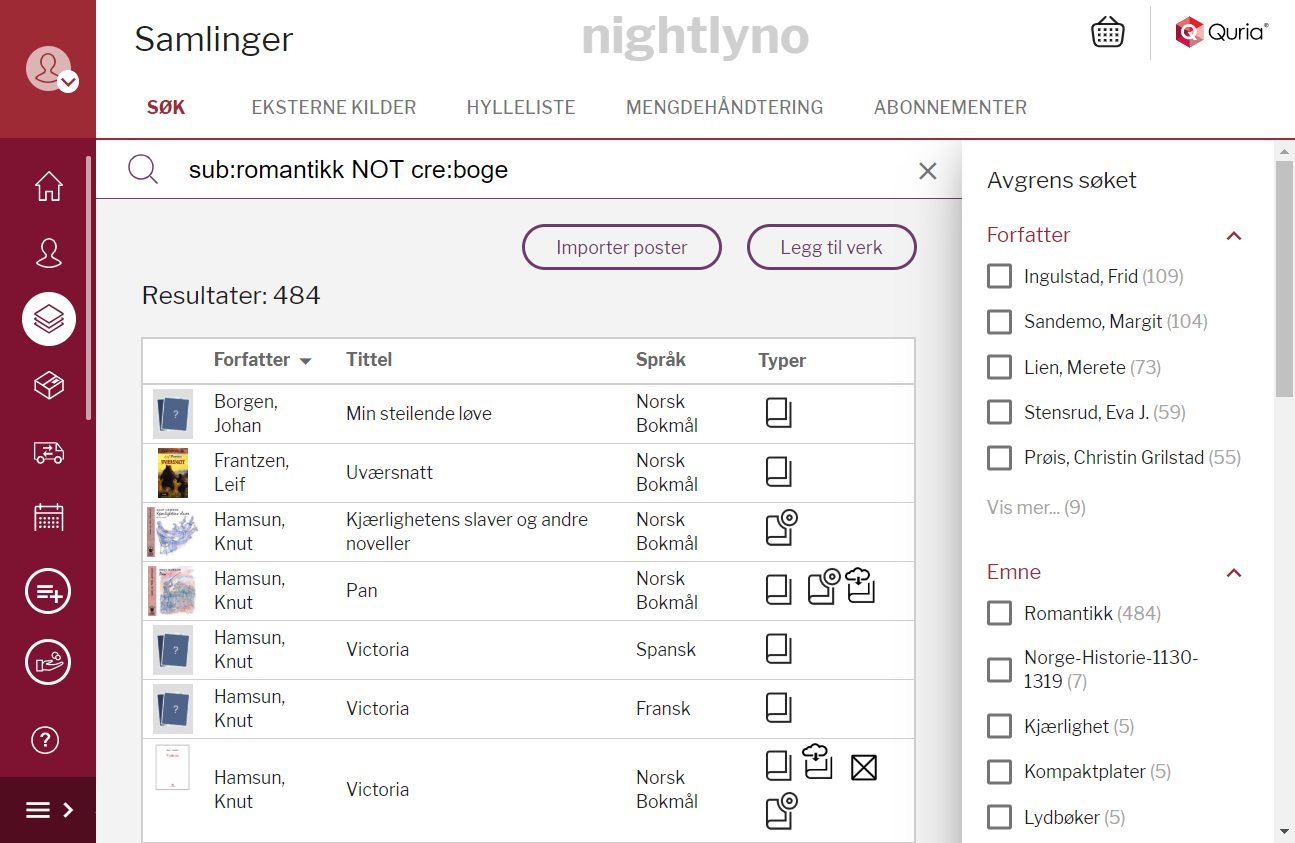 Samlinger
nightlyno
Quria®
SØK
EKSTERNE KILDER
HYLLELISTE
MENGDEHÅNDTERING
ABONNEMENTER
sub:romantikk NOT cre:boge
Importer poster
Legg til verk
Resultater: 484
Forfatter
Tittel
Språk
Typer
Borgen,
Johan
Min steilende løve
Norsk
Bokmål
UVÆRSNATT
Frantzen,
Leif
Uværsnatt
Norsk
Bokmål
Hamsun,
Knut
Kjærlighetens slaver og andre
noveller
Norsk
Bokmål
Hamsun,
Knut
Pan
Norsk
Bokmål
Hamsun,
Knut
Victoria
Spansk
Hamsun,
Knut
Victoria
Fransk
Hamsun,
Knut
Victoria
Norsk
Bokmål
Avgrens søket
Forfatter
Ingulstad, Frid (109)
Sandemo, Margit (104)
Lien, Merete (73)
Stensrud, Eva J. (59)
Prøis, Christin Grilstad (55)
Vis mer... (9)
Emne
Romantikk (484)
Norge-Historie-1130-
1319 (7)
Kjærlighet (5)
Kompaktplater (5)
Lydbøker (5)